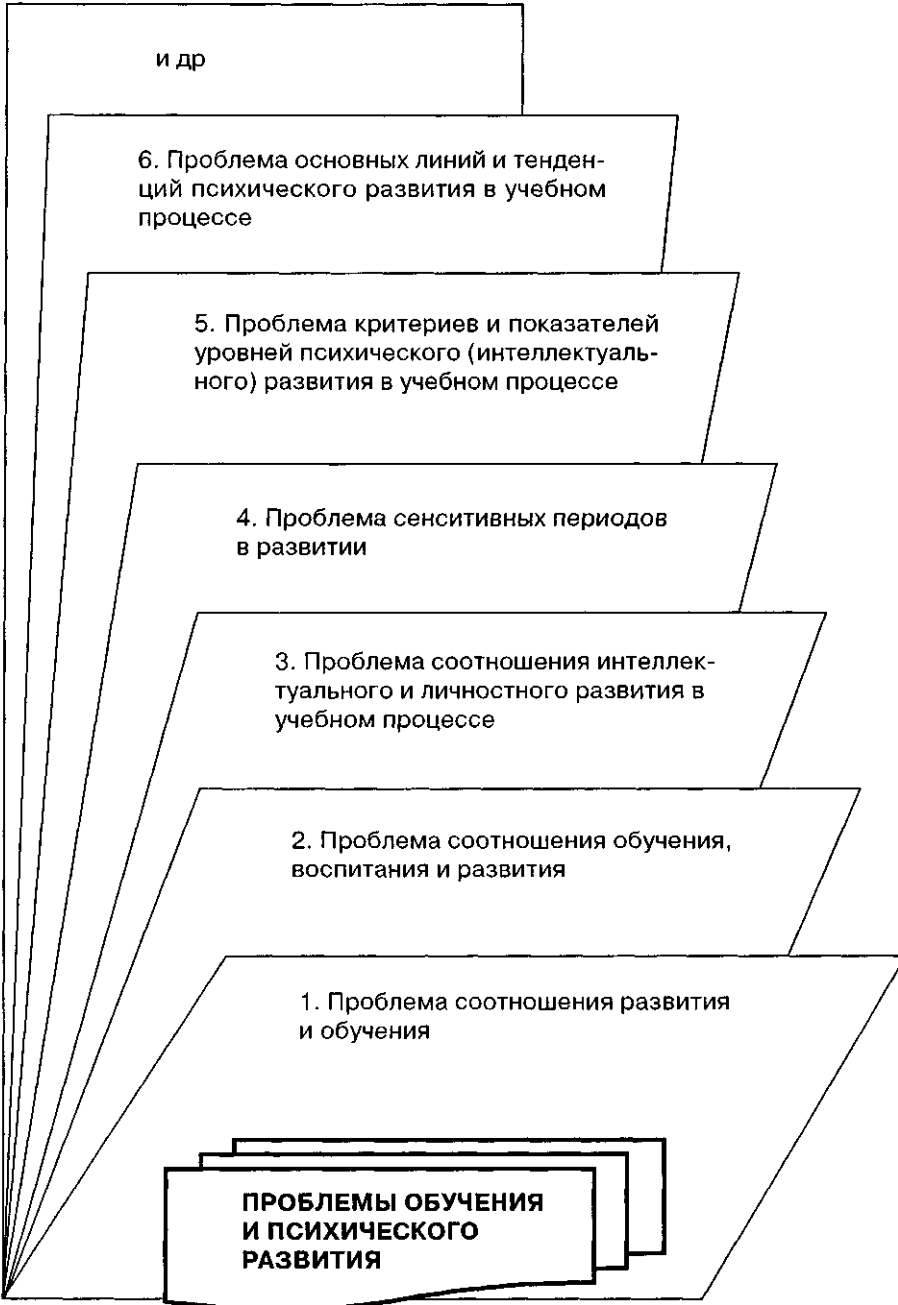 и др
6. Проблема основных линий и тенден-
ций психического развития в учебном
процессе
5. Проблема критериев и показателей
уровней психического (интеллектуаль-
ного) развития в учебном процессе
4. Проблема сенситивных периодов
в развитии
3. Проблема соотношения интеллек-
туального и личностного развития в
учебном процессе
2. Проблема соотношения обучения,
воспитания и развития
1. Проблема соотношения развития
и обучения
ПРОБЛЕМЫ ОБУЧЕНИЯ
И ПСИХИЧЕСКОГО
РАЗВИТИЯ